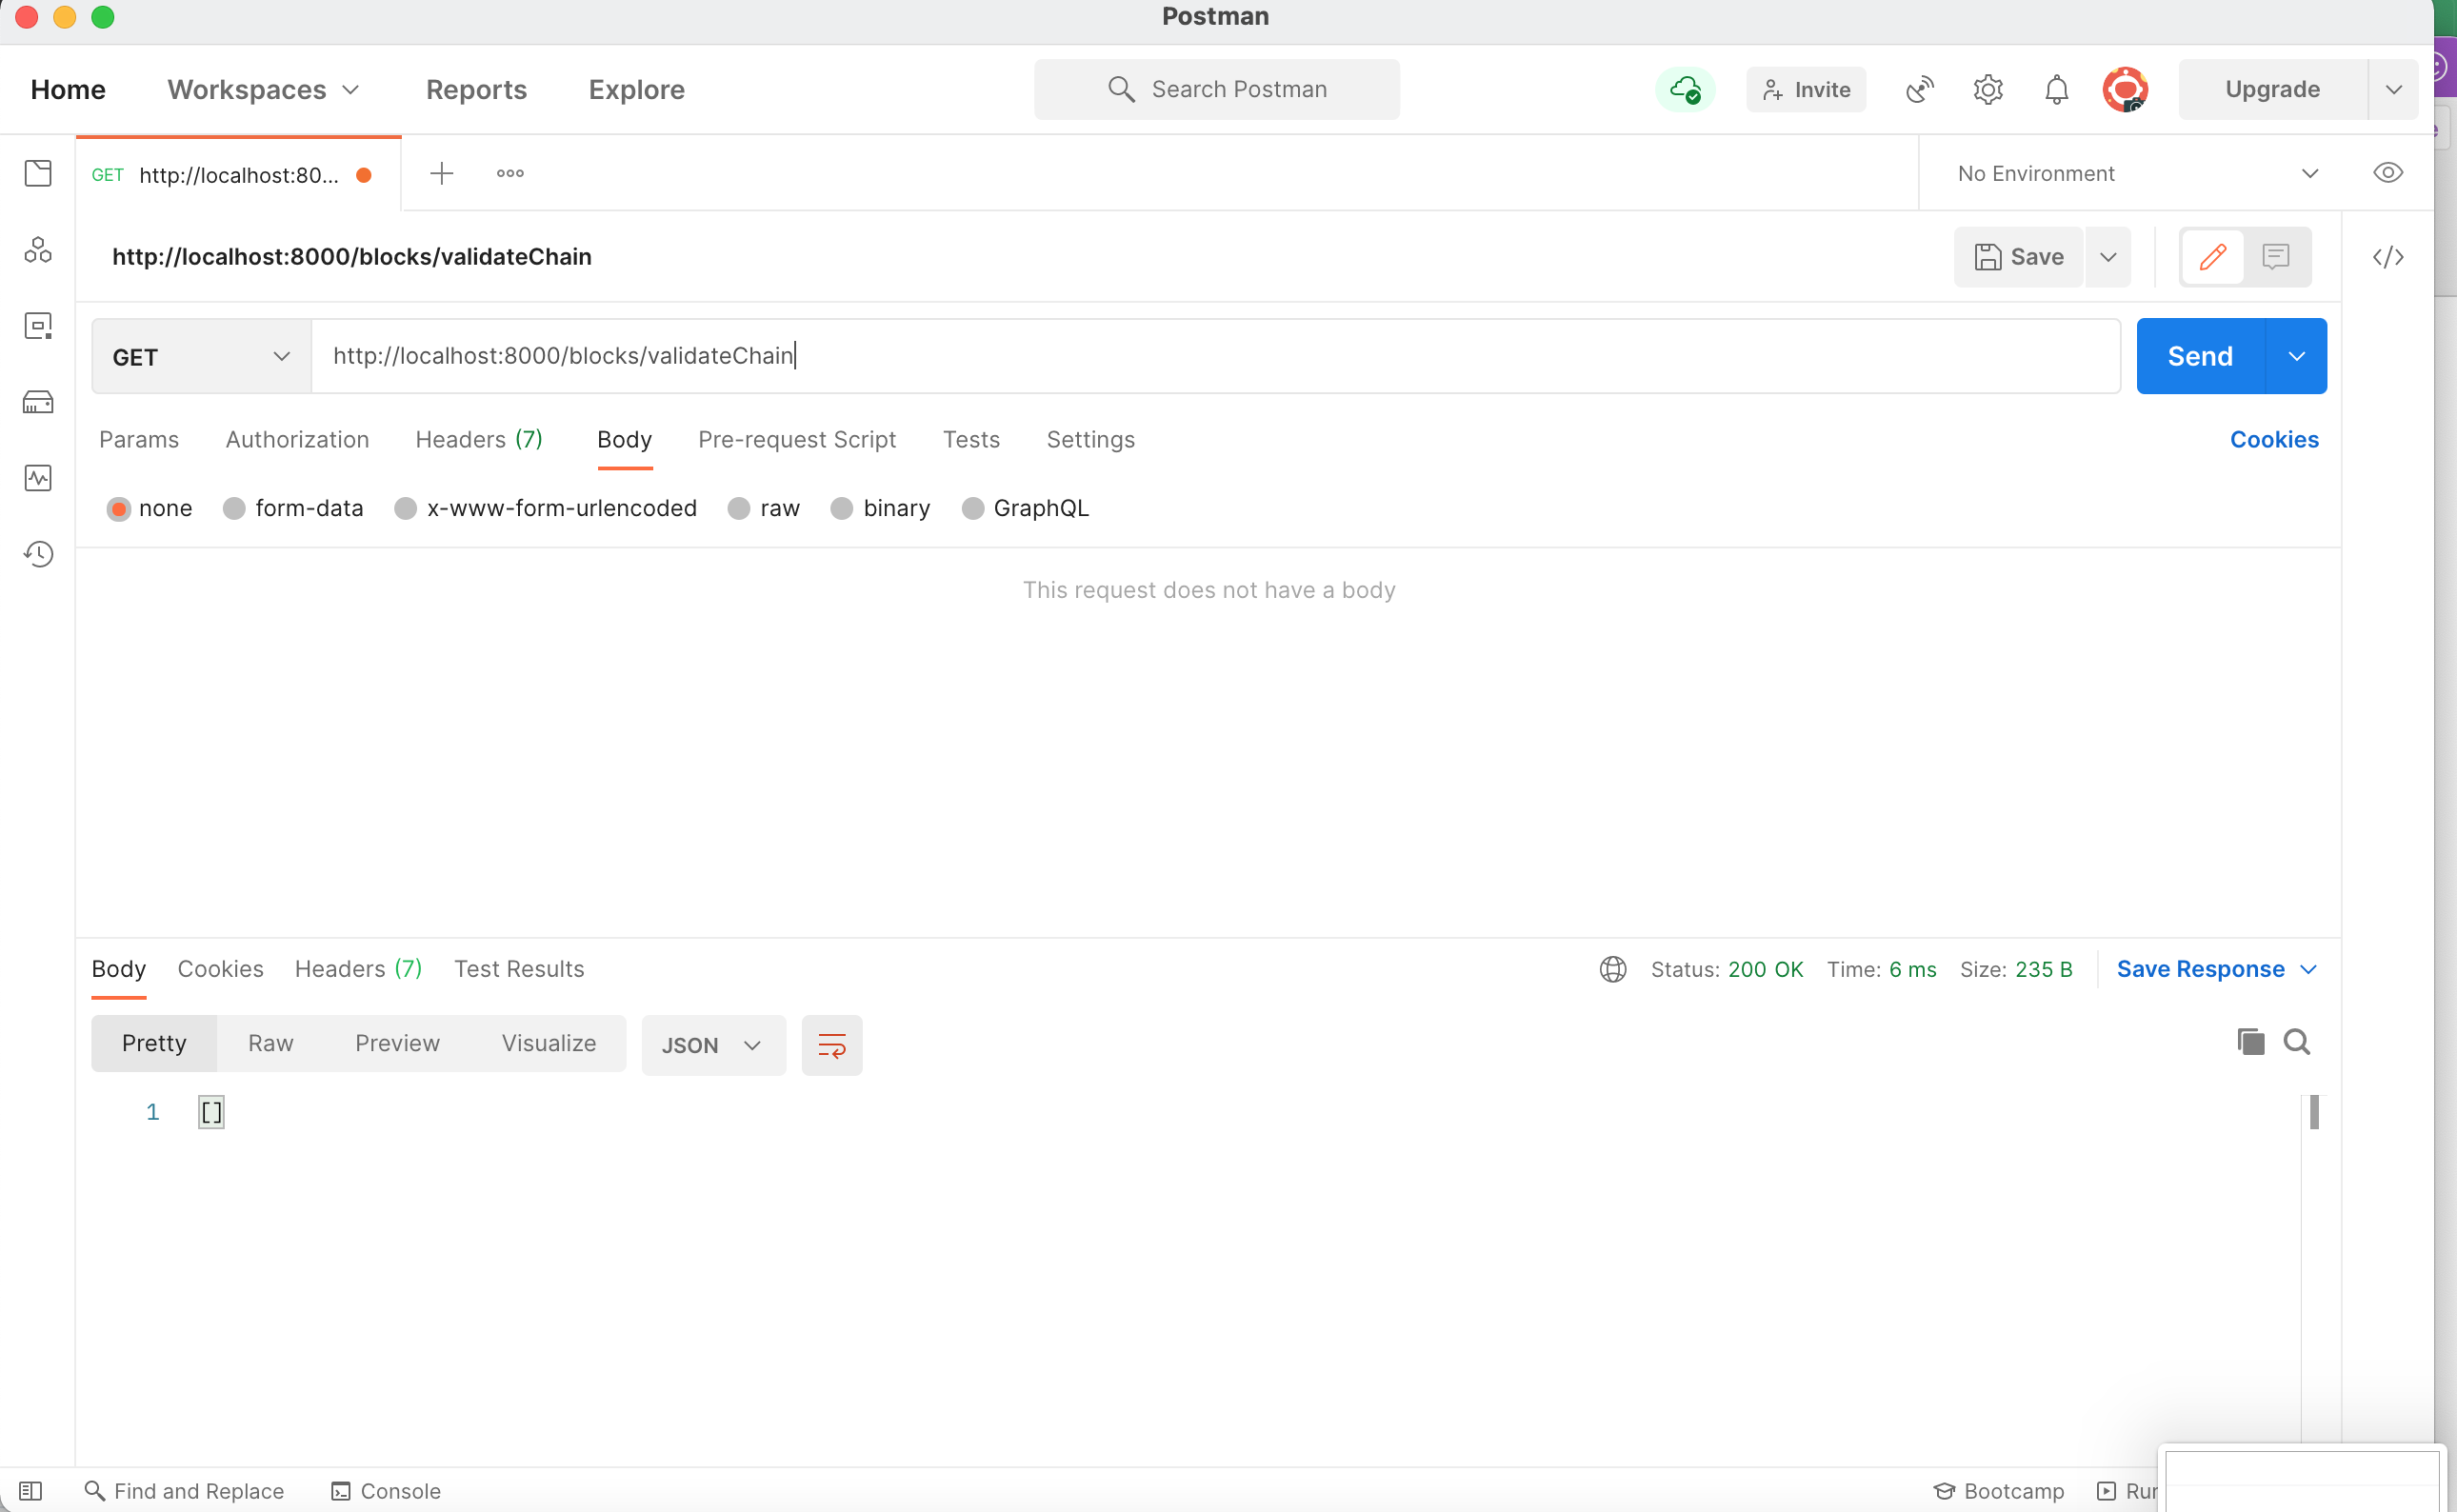 Postman
Home Workspaces Reports Explore Search Postman Invite Upgrade
GET http://localhost:80... No Environment
http://localhost:8000/blocks/validateChain Save
GET http://localhost:8000/blocks/validateChain Send
Params Authorization Headers (7) Body Pre-request Script Tests Settings Cookies
none form-data x-www-form-urlencoded raw binary GraphQL
This request does not have a body
Body Cookies Headers (7) Test Results Status: 200 OK Time: 6 ms Size: 235 B Save Response
Pretty Raw Preview Visualize JSON
1 []
Find and Replace Console Bootcamp